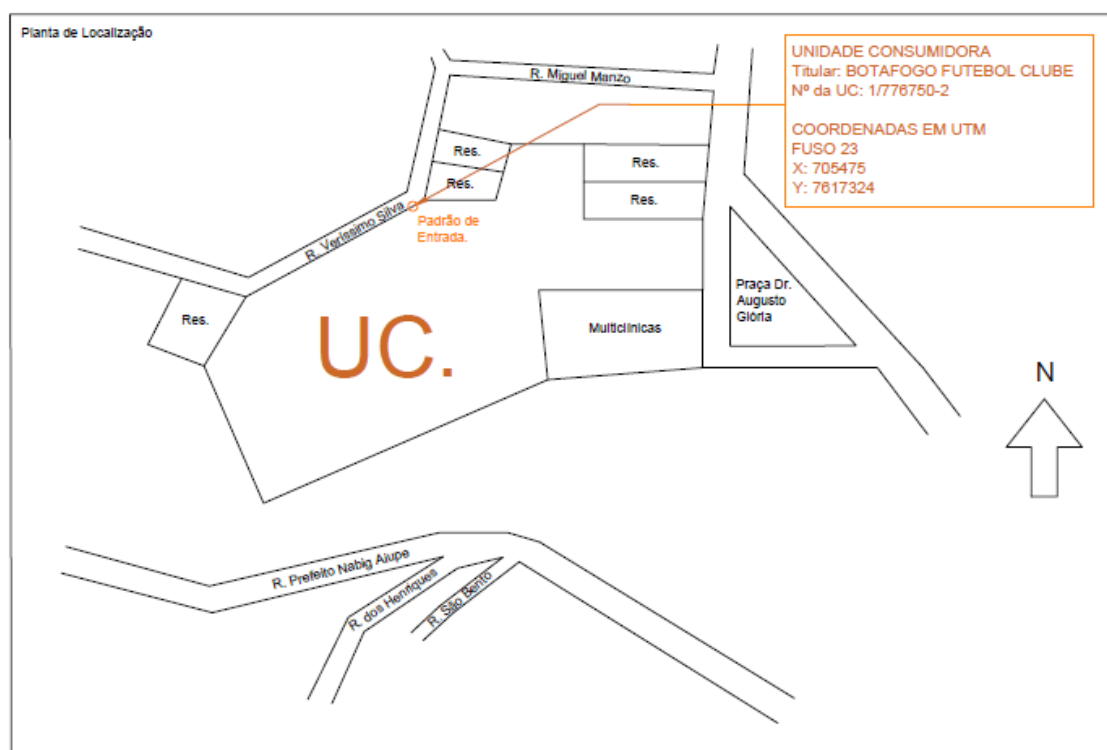 Planta de Localização
UNIDADE CONSUMIDORA
Titular: BOTAFOGO FUTEBOL CLUBE
Nº da UC: 1/776750-2
COORDENADAS EM UTM
FUSO 23
X: 705475
Y: 7617324
R. Miguel Manzo
Res.
Res.
Res.
Res.
R. Veríssimo Silva
Padrão de
Entrada.
Res.
UC.
Multiclínicas
Praça Dr.
Augusto
Glória
N
R. Prefeito Nabig Aiupe
R. dos Henriques
R. São Bento